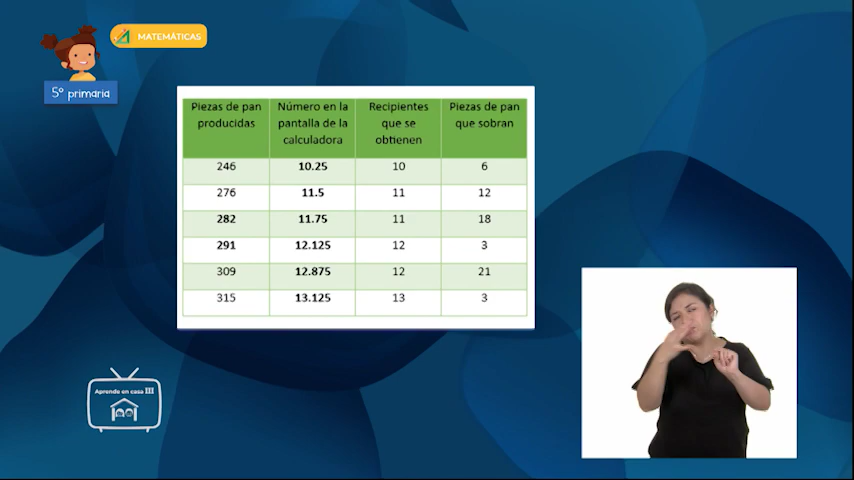 MATEMÁTICAS
5° primaria
Piezas de pan producidas | Número en la pantalla de la calculadora | Recipientes que se obtienen | Piezas de pan que sobran
246 | 10.25 | 10 | 6
276 | 11.5 | 11 | 12
282 | 11.75 | 11 | 18
291 | 12.125 | 12 | 3
309 | 12.875 | 12 | 21
315 | 13.125 | 13 | 3
Aprende en casa III